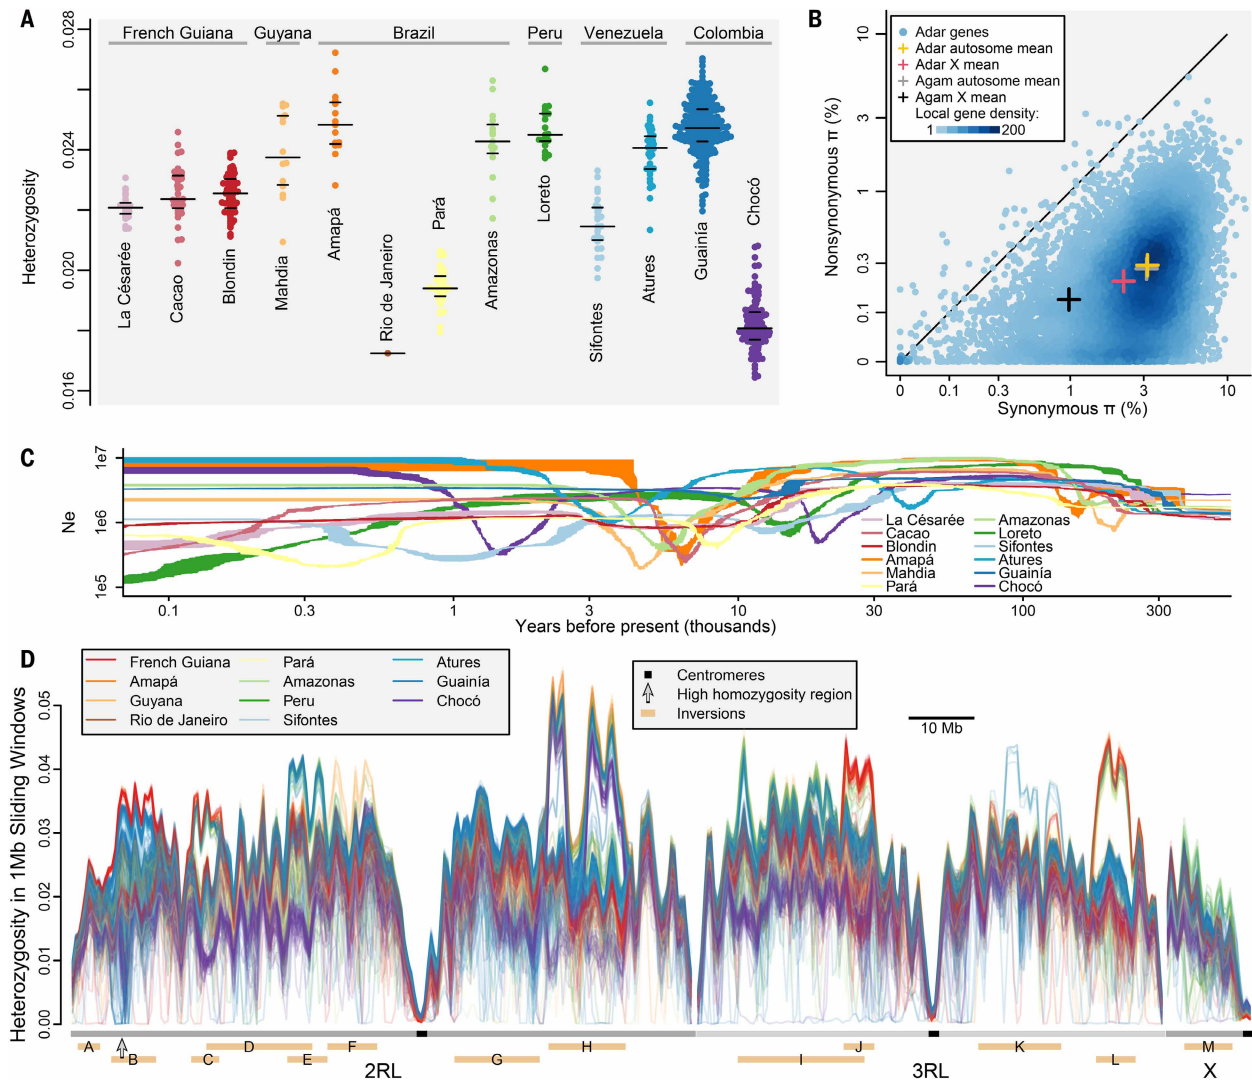 A
Heterozygosity
0.028
0.024
0.020
0.016
French Guiana
Guyana
Brazil
Peru
Venezuela
Colombia
La Césarée
Cacao
Blondin
Mahdia
Amapá
Rio de Janeiro
Pará
Amazonas
Loreto
Sifontes
Atures
Guainía
Chocó
B
Nonsynonymous π (%)
10
3
1
0.3
0.1
0
Adar genes
Adar autosome mean
Adar X mean
Agam autosome mean
Agam X mean
Local gene density:
1 200
0 0.1 0.3 1 3 10
Synonymous π (%)
C
Ne
1e7
1e6
1e5
La Césarée
Cacao
Blondin
Amapá
Mahdia
Pará
Amazonas
Loreto
Sifontes
Atures
Guainía
Chocó
0.1 0.3 1 3 10 30 100 300
Years before present (thousands)
D
Heterozygosity in 1Mb Sliding Windows
0.05
0.04
0.03
0.02
0.01
0.00
French Guiana
Amapá
Guyana
Rio de Janeiro
Pará
Amazonas
Peru
Sifontes
Atures
Guainía
Chocó
Centromeres
High homozygosity region
Inversions
10 Mb
A B C D E F G H I J K L M
2RL 3RL X